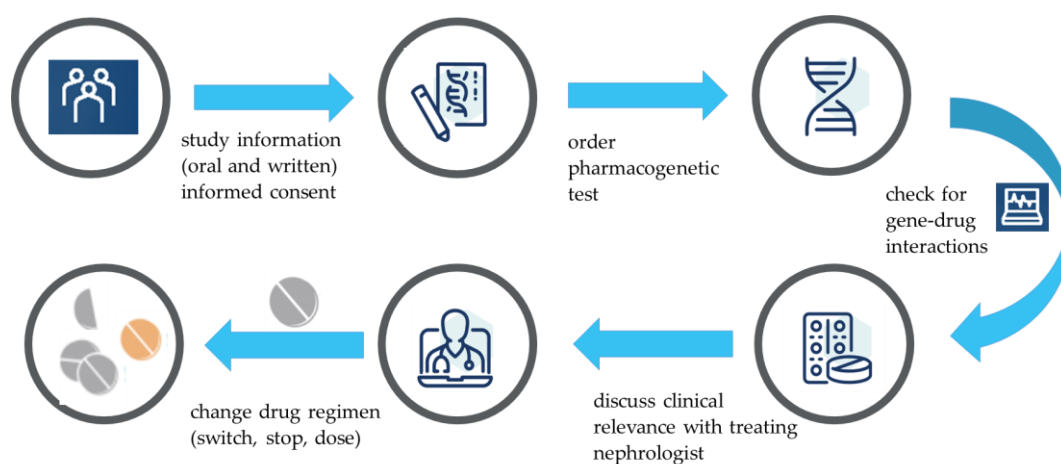 study information
(oral and written)
informed consent
order
pharmacogenetic
test
check for
gene-drug
interactions
discuss clinical
relevance with treating
nephrologist
change drug regimen
(switch, stop, dose)